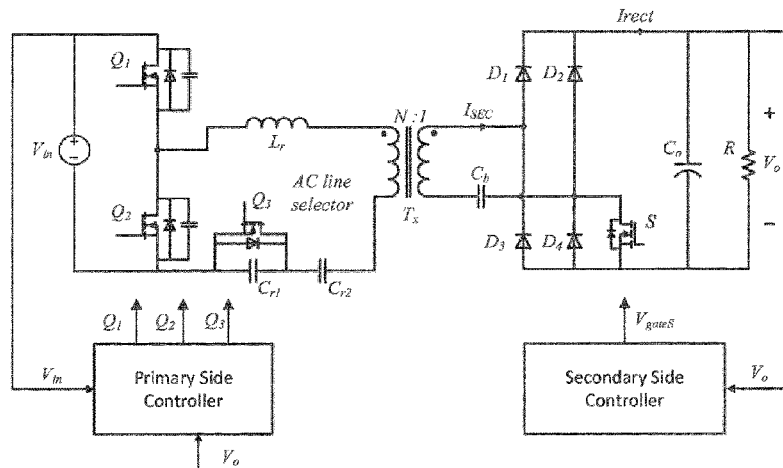 Irect
Q1
D1
D2
N:1
ISEC
Lr
Vin
+
−
AC line
selector
Cb
Co
R
+
Vo
−
Q2
Q3
Tx
S
D3
D4
Cr1
Cr2
Q1
Q2
Q3
VgateS
Vin
Primary Side
Controller
Secondary Side
Controller
Vo
Vo